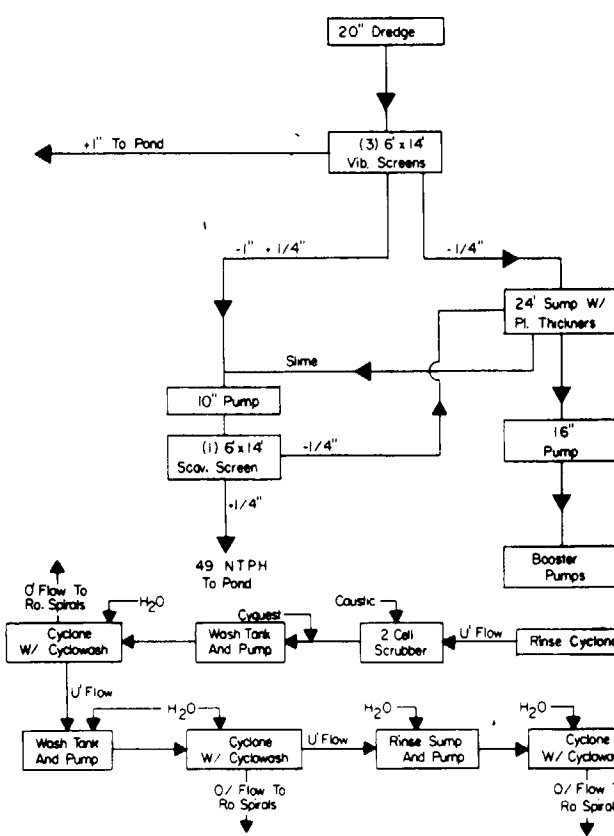 20" Dredge
+1" To Pond
(3) 6' x 14'
Vib. Screens
-1" + 1/4"
-1/4"
24' Sump W/
Pl. Thickners
Slime
10" Pump
(1) 6' x 14'
Scav. Screen
-1/4"
16"
Pump
+1/4"
49 NTPH
To Pond
Booster
Pumps
O' Flow To
Ro. Spirals
H2O
Cyclone
W/ Cyclowash
Cyquest
Wash Tank
And Pump
Caustic
2 Cell
Scrubber
U' Flow
Rinse Cyclone
U' Flow
H2O
H2O
H2O
Wash Tank
And Pump
Cyclone
W/ Cyclowash
U' Flow
Rinse Sump
And Pump
Cyclone
W/ Cyclowa
O/ Flow To
Ro Spirals
O/ Flow T
Ro Spiral